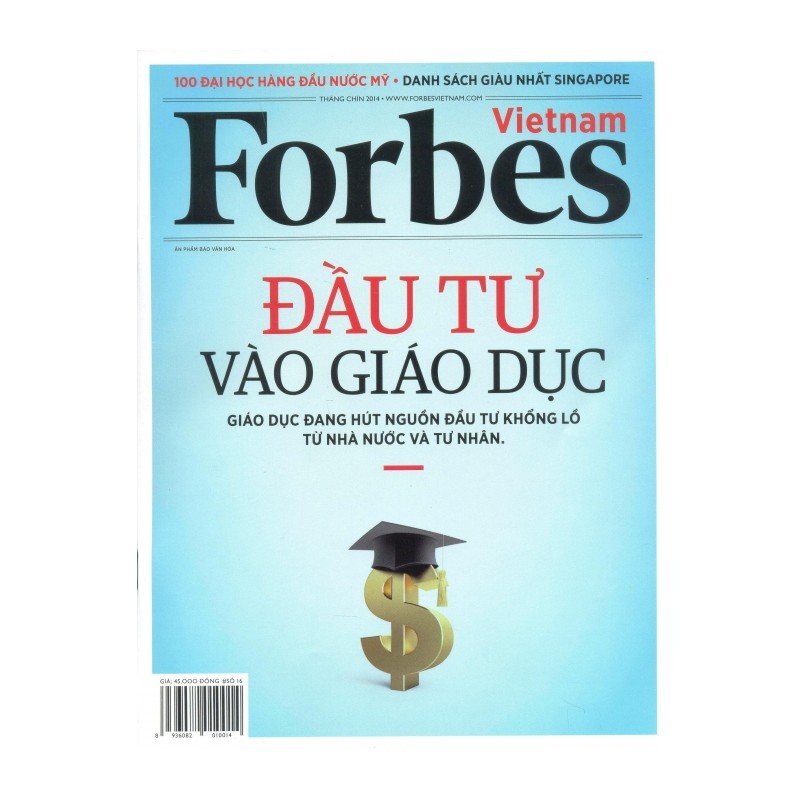 100 ĐẠI HỌC HÀNG ĐẦU NƯỚC MỸ • DANH SÁCH GIÀU NHẤT SINGAPORE
THÁNG CHÍN 2014 • WWW.FORBESVIETNAM.COM
Vietnam
Forbes
ẤN PHẨM BÁO VĂN HÓA
ĐẦU TƯ
VÀO GIÁO DỤC
GIÁO DỤC ĐANG HÚT NGUỒN ĐẦU TƯ KHỔNG LỒ
TỪ NHÀ NƯỚC VÀ TƯ NHÂN.
GIÁ: 45.000 ĐỒNG #SỐ 16
8 936082 010014